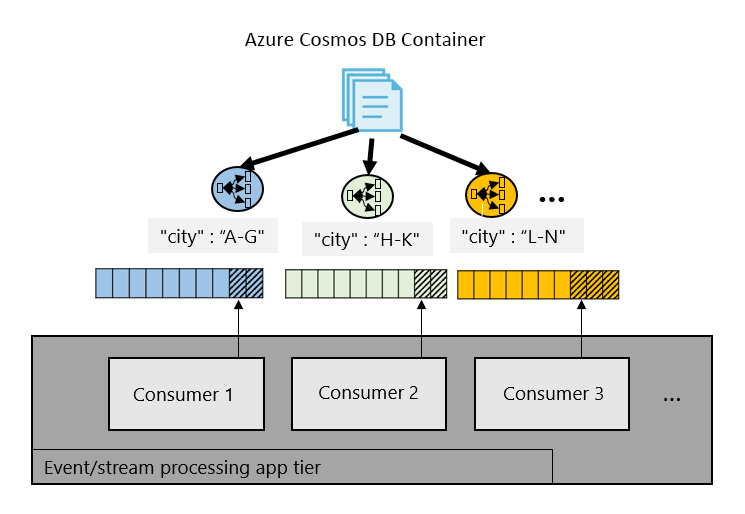 Azure Cosmos DB Container
...
"city" : “A-G"
"city" : “H-K"
"city" : “L-N"
Consumer 1
Consumer 2
Consumer 3
...
Event/stream processing app tier